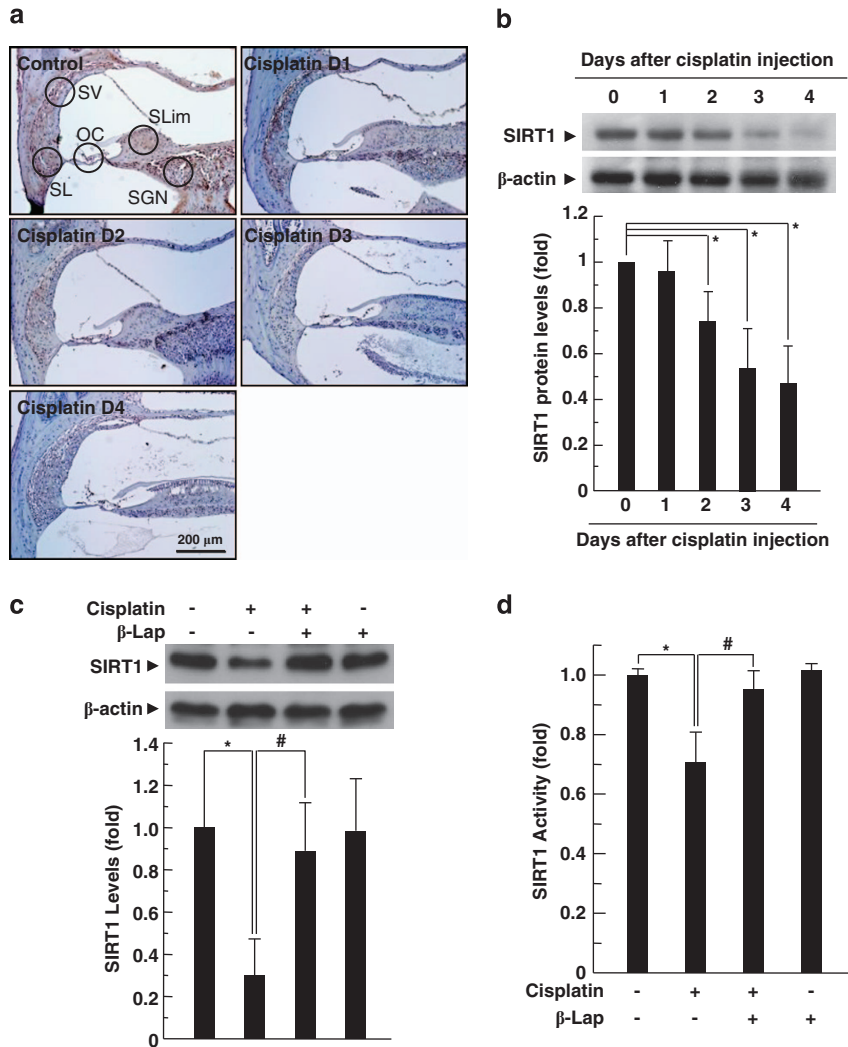 a
Control
SV
OC
SLim
SL
SGN
Cisplatin D1
Cisplatin D2
Cisplatin D3
Cisplatin D4
200 μm
b
Days after cisplatin injection
0 1 2 3 4
SIRT1 ►
β-actin ►
SIRT1 protein levels (fold)
1.2
1
0.8
0.6
0.4
0.2
0
* * *
0 1 2 3 4
Days after cisplatin injection
c
Cisplatin - + + -
β-Lap - - + +
SIRT1 ►
β-actin ►
SIRT1 Levels (fold)
1.4
1.2
1.0
0.8
0.6
0.4
0.2
0
* #
d
SIRT1 Activity (fold)
1.0
0.8
0.6
0.4
0.2
0
* #
Cisplatin - + + -
β-Lap - - + +